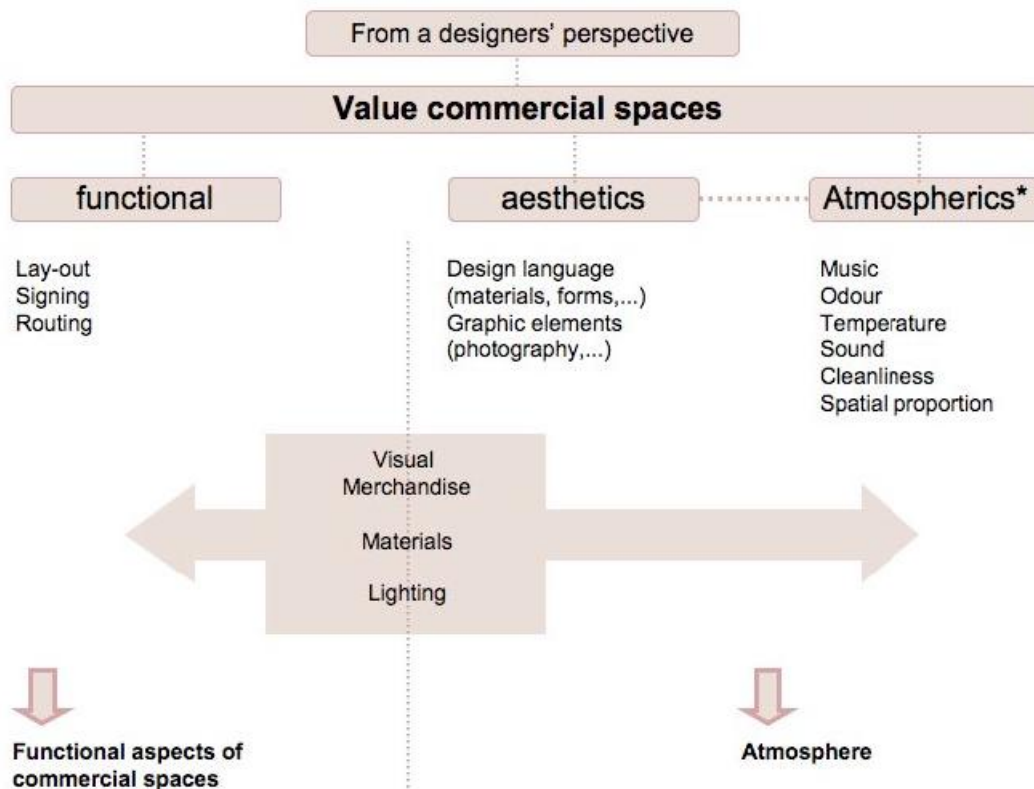 From a designers' perspective
Value commercial spaces
functional
aesthetics
Atmospherics*
Lay-out
Signing
Routing
Design language
(materials, forms,...)
Graphic elements
(photography,...)
Music
Odour
Temperature
Sound
Cleanliness
Spatial proportion
Visual
Merchandise
Materials
Lighting
Functional aspects of
commercial spaces
Atmosphere